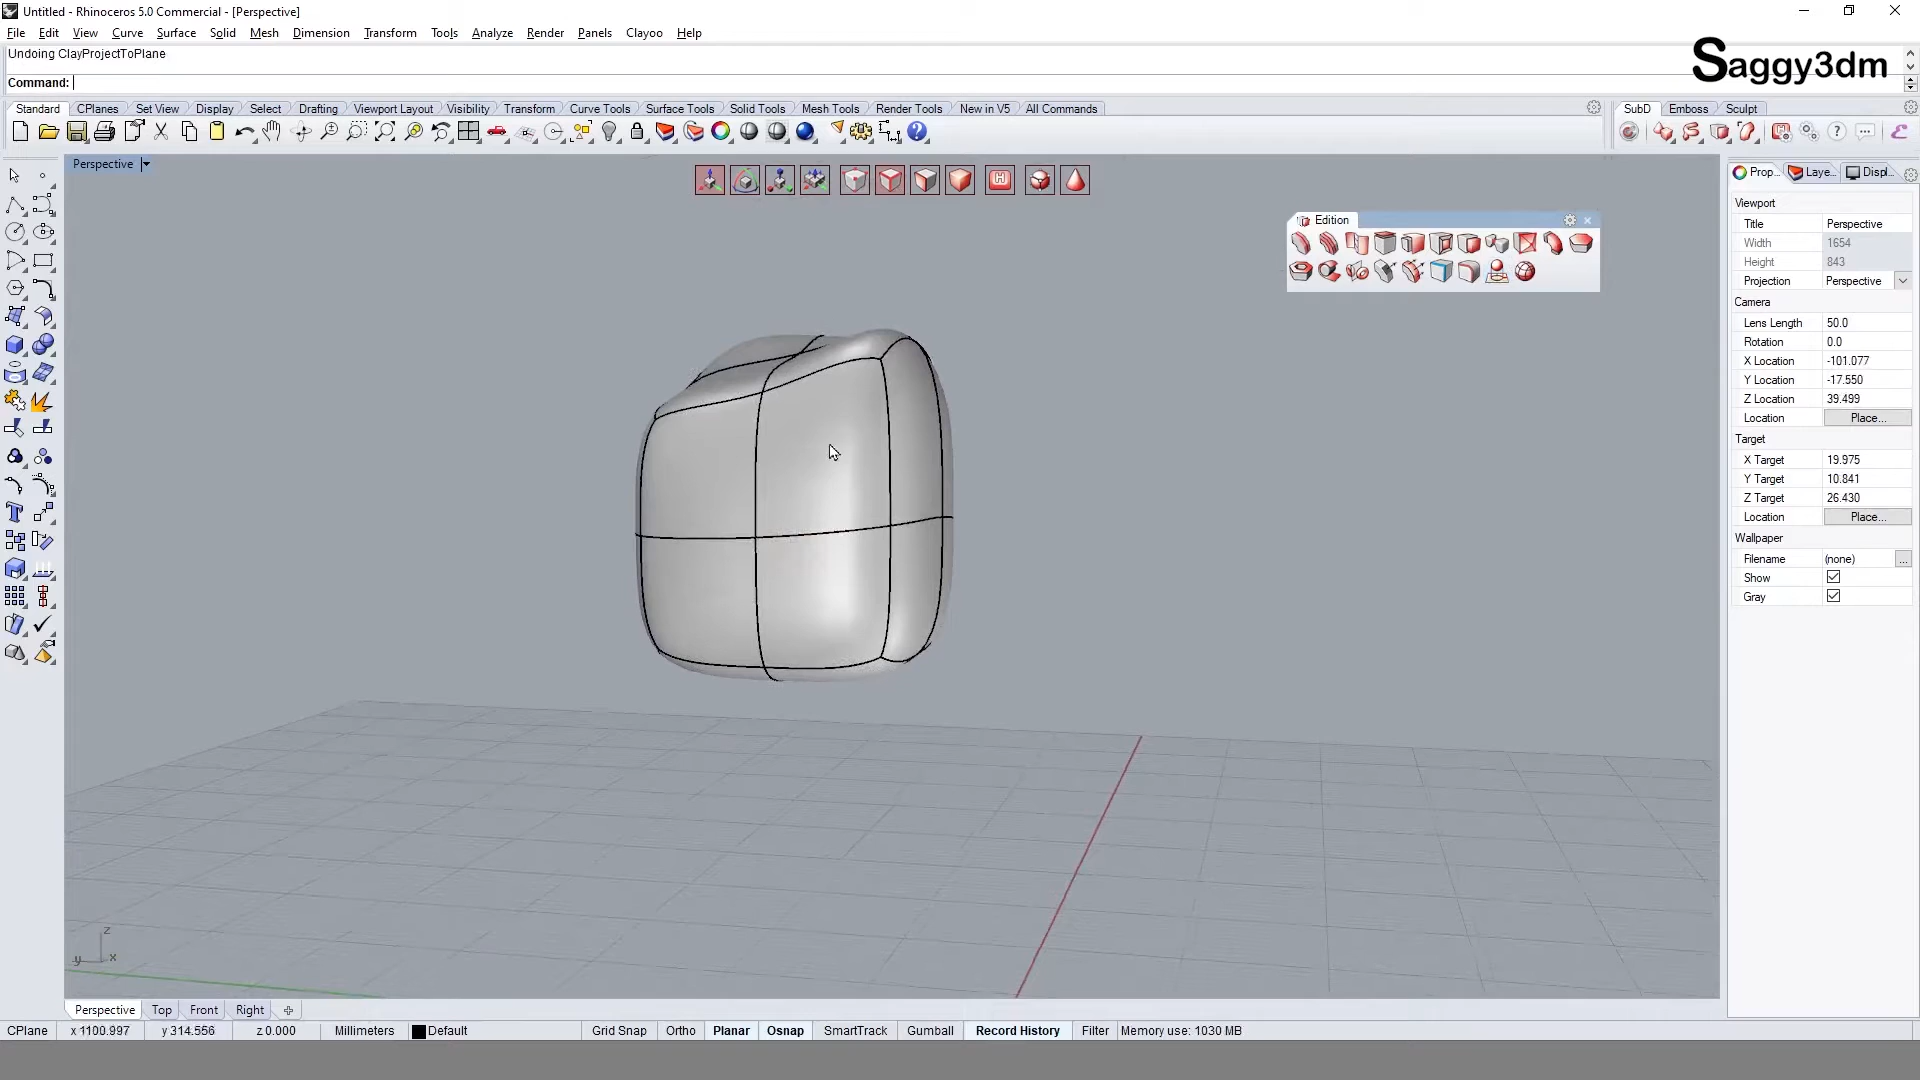 Untitled - Rhinoceros 5.0 Commercial - [Perspective]
File Edit View Curve Surface Solid Mesh Dimension Transform Tools Analyze Render Panels Clayoo Help
Undoing ClayProjectToPlane
Command:
Saggy3dm
Standard CPlanes Set View Display Select Drafting Viewport Layout Visibility Transform Curve Tools Surface Tools Solid Tools Mesh Tools Render Tools New in V5 All Commands
SubD Emboss Sculpt
Perspective
Prop... Laye... Displ...
Edition
Viewport
Title Perspective
Width 1654
Height 843
Projection Perspective
Camera
Lens Length 50.0
Rotation 0.0
X Location -101.077
Y Location -17.550
Z Location 39.499
Location Place...
Target
X Target 19.975
Y Target 10.841
Z Target 26.430
Location Place...
Wallpaper
Filename (none) ...
Show
Gray
z
y x
Perspective Top Front Right
CPlane x 1100.997 y 314.556 z 0.000 Millimeters Default Grid Snap Ortho Planar Osnap SmartTrack Gumball Record History Filter Memory use: 1030 MB